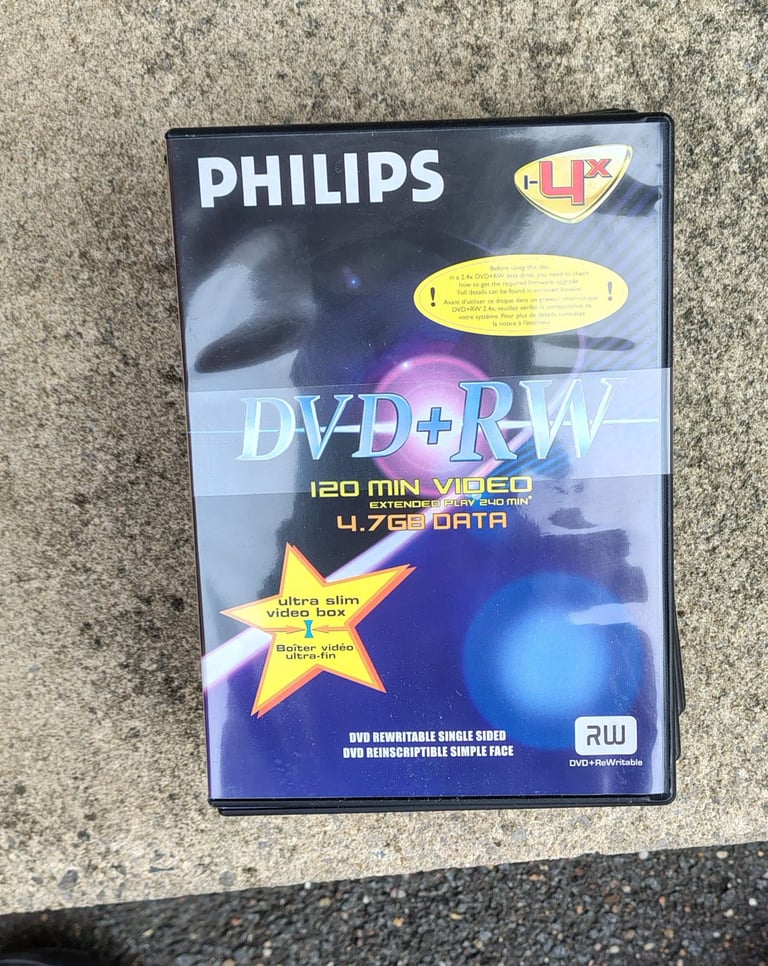 PHILIPS
1-4x
Before using this disc
in a 2.4x DVD+RW data drive, you need to check
how to get the required firmware upgrade.
Full details can be found in enclosed booklet.
! !
Avant d'utiliser ce disque dans un graveur informatique
DVD+RW 2.4x, veuillez vérifier la compatibilité de
votre système. Pour plus de détails, consultez
la notice à l'intérieur.
DVD+RW
120 MIN VIDEO
EXTENDED PLAY 240 MIN*
4.7GB DATA
ultra slim
video box
Boîter vidéo
ultra-fin
DVD REWRITABLE SINGLE SIDED
DVD REINSCRIPTIBLE SIMPLE FACE
RW
DVD+ReWritable